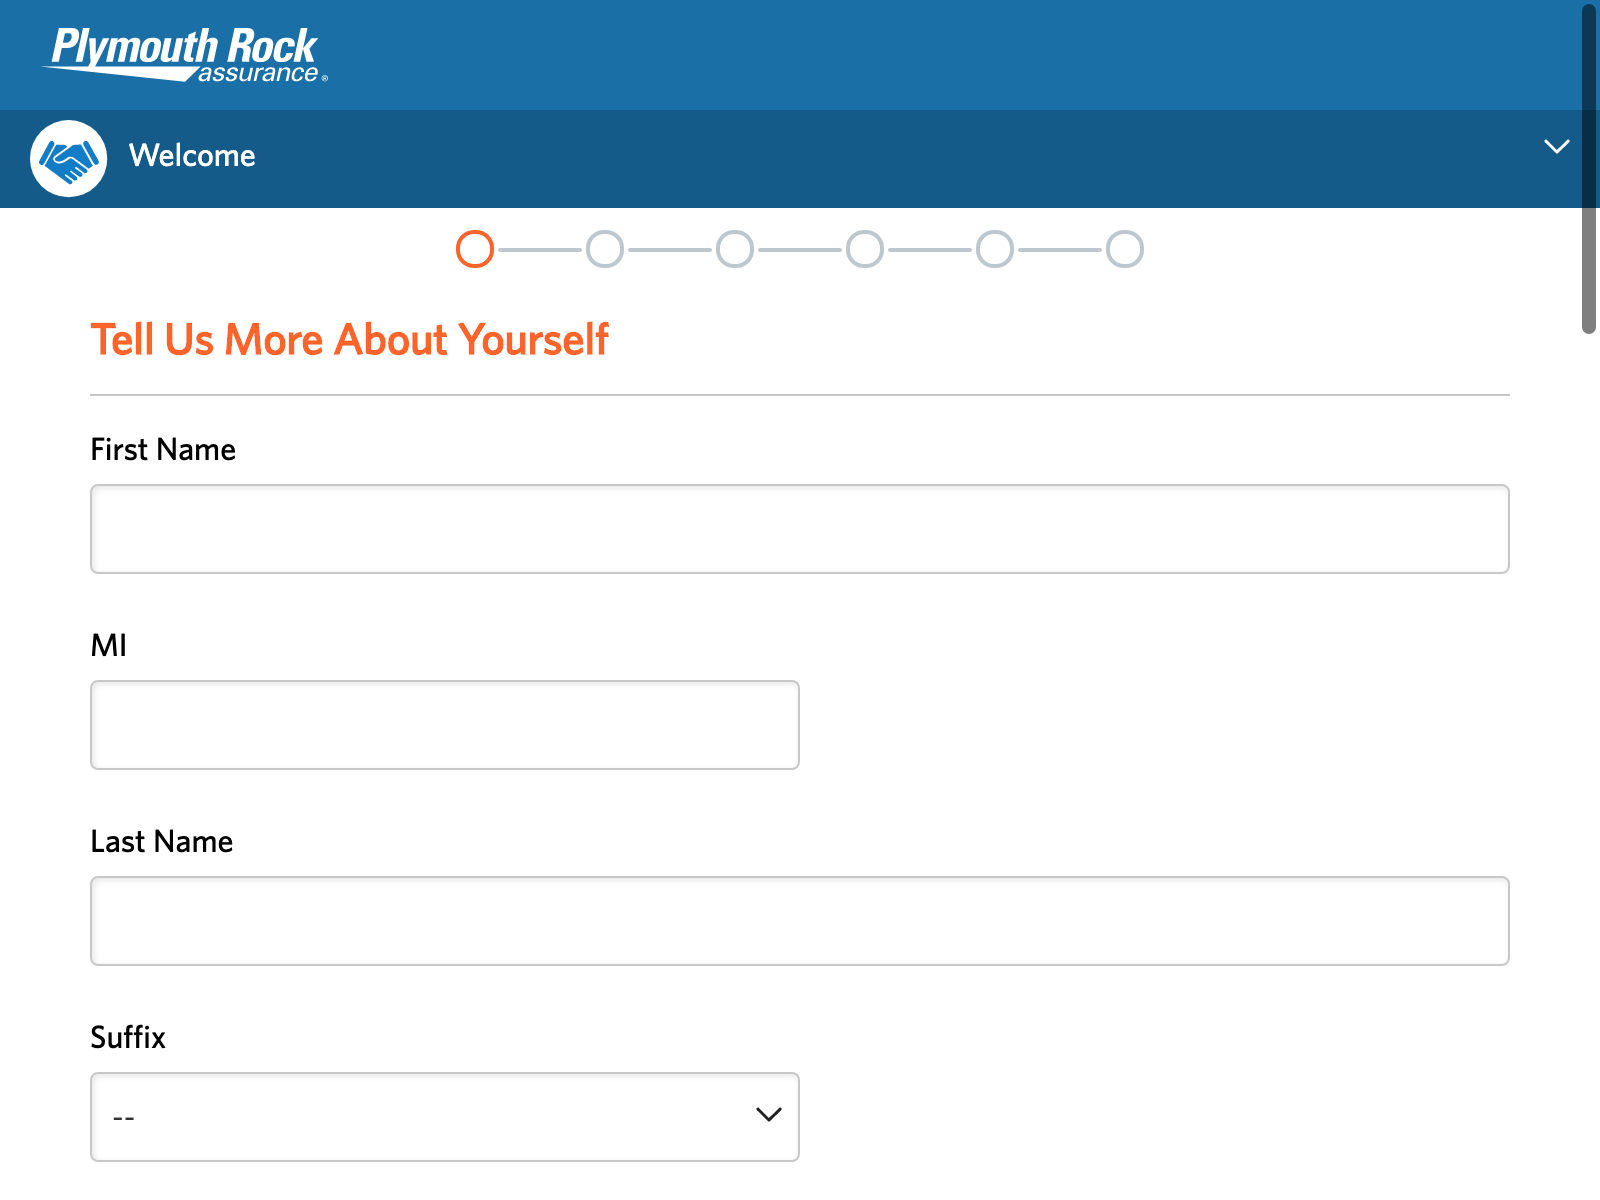 Plymouth Rock
assurance®
Welcome
Tell Us More About Yourself
First Name
MI
Last Name
Suffix
--